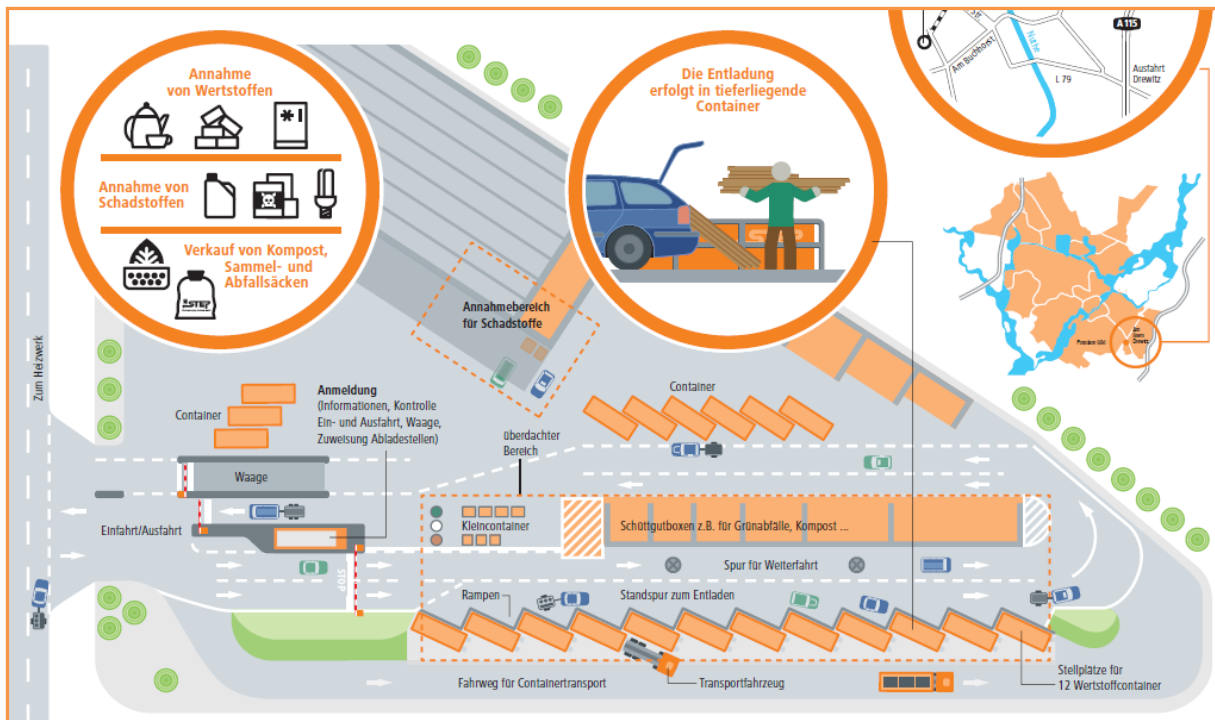 Annahme
von Wertstoffen
Annahme von
Schadstoffen
Verkauf von Kompost,
Sammel- und
Abfallsäcken
STEP
Die Entladung
erfolgt in tieferliegende
Container
STEP
Am Buchhorst
Nuthe
L 79
A 115
Ausfahrt
Drewitz
Zum Heizwerk
Annahmebereich
für Schadstoffe
Container
Anmeldung
(Informationen, Kontrolle
Ein- und Ausfahrt, Waage,
Zuweisung Abladestellen)
Container
überdachter
Bereich
Waage
Einfahrt/Ausfahrt
Kleincontainer
Schüttgutboxen z.B. für Grünabfälle, Kompost ...
STOP
Spur für Weiterfahrt
Rampen
Standspur zum Entladen
Fahrweg für Containertransport
Transportfahrzeug
Stellplätze für
12 Wertstoffcontainer